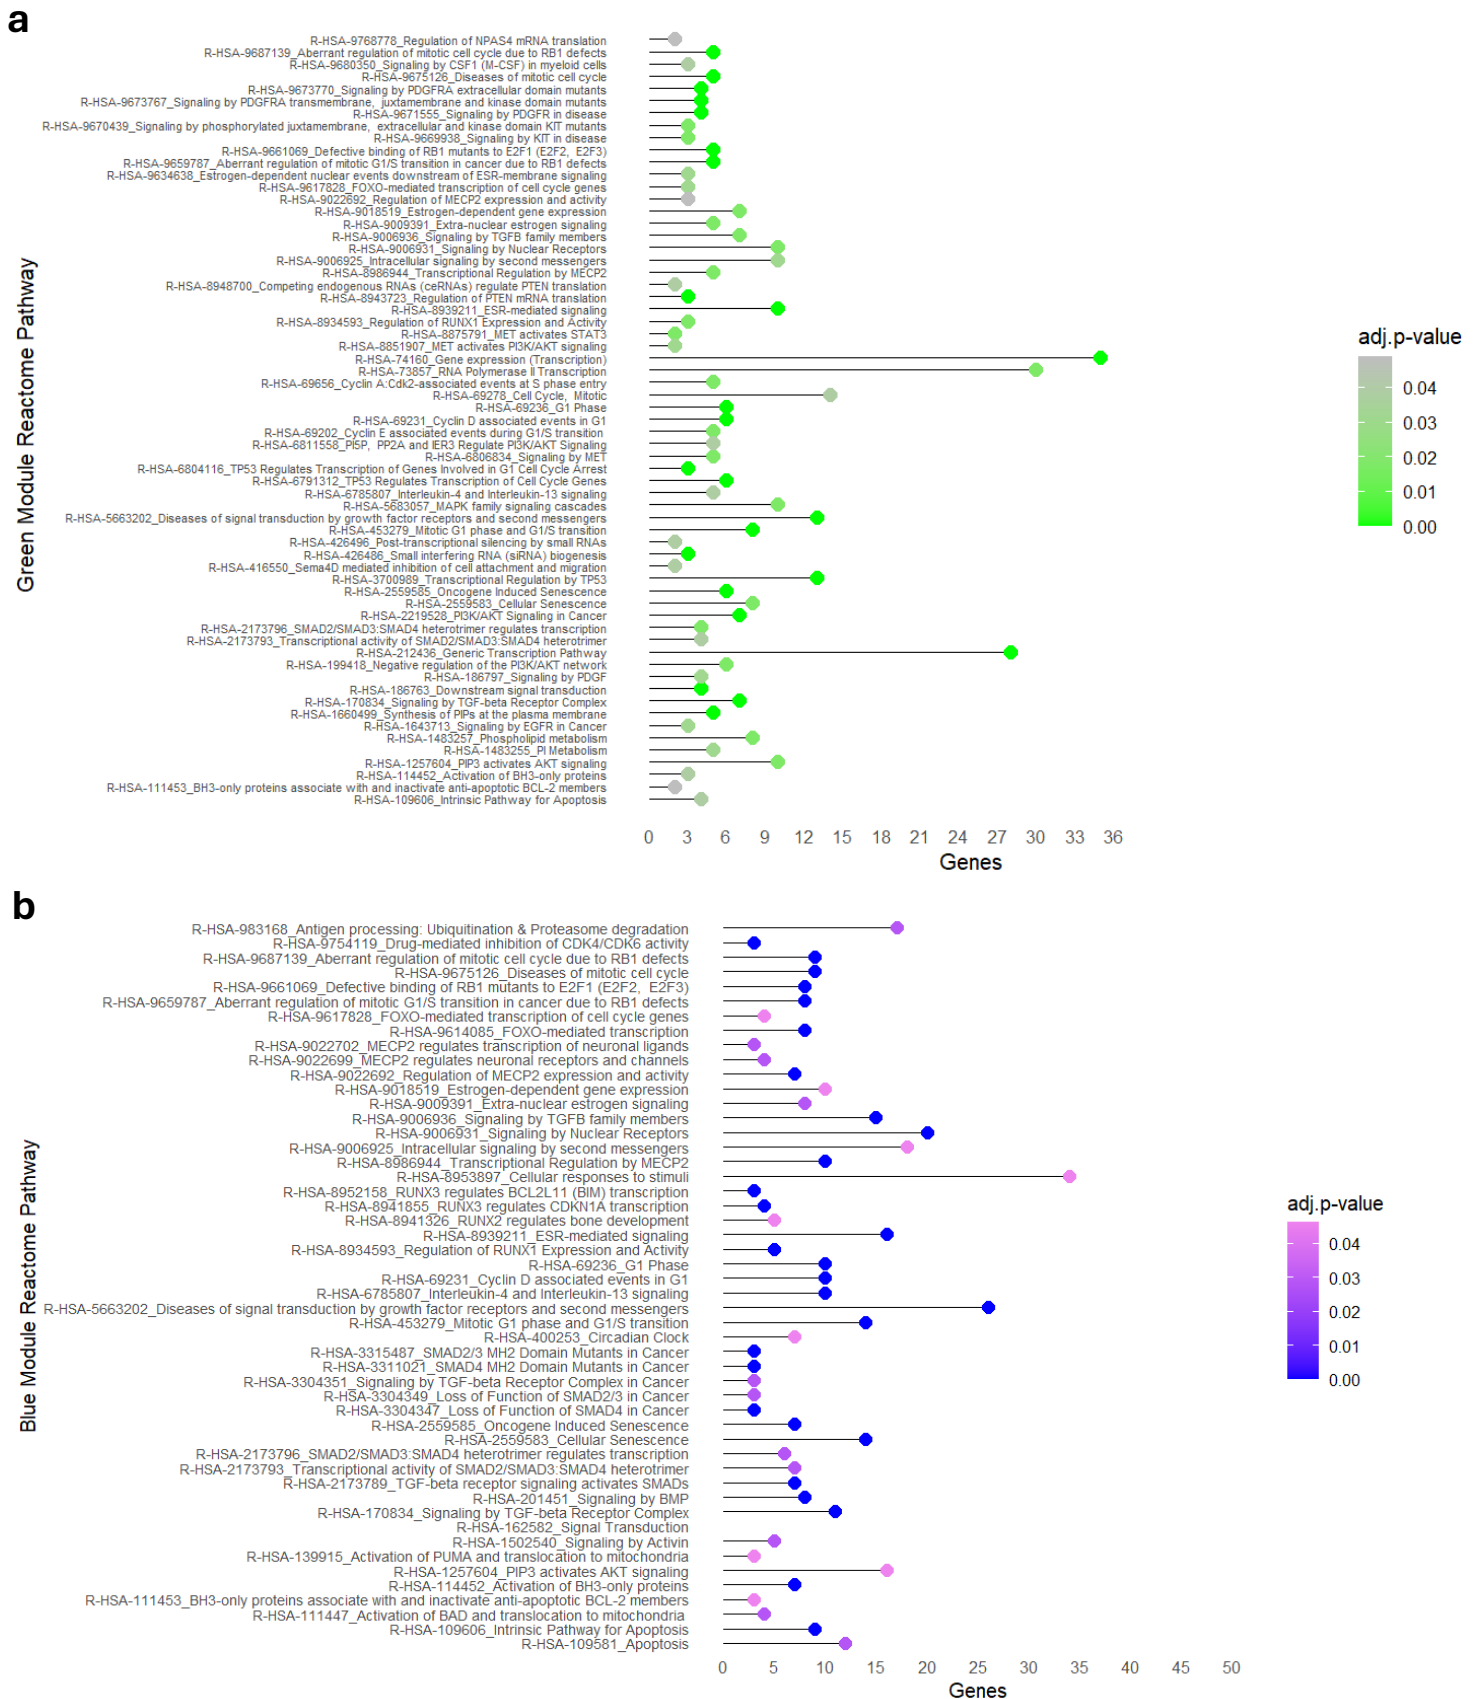 a
Green Module Reactome Pathway
R-HSA-9768778_Regulation of NPAS4 mRNA translation
R-HSA-9687139_Aberrant regulation of mitotic cell cycle due to RB1 defects
R-HSA-9680350_Signaling by CSF1 (M-CSF) in myeloid cells
R-HSA-9675126_Diseases of mitotic cell cycle
R-HSA-9673770_Signaling by PDGFRA extracellular domain mutants
R-HSA-9673767_Signaling by PDGFRA transmembrane, juxtamembrane and kinase domain mutants
R-HSA-9671555_Signaling by PDGFR in disease
R-HSA-9670439_Signaling by phosphorylated juxtamembrane, extracellular and kinase domain KIT mutants
R-HSA-9669938_Signaling by KIT in disease
R-HSA-9661069_Defective binding of RB1 mutants to E2F1 (E2F2, E2F3)
R-HSA-9659787_Aberrant regulation of mitotic G1/S transition in cancer due to RB1 defects
R-HSA-9634638_Estrogen-dependent nuclear events downstream of ESR-membrane signaling
R-HSA-9617828_FOXO-mediated transcription of cell cycle genes
R-HSA-9022692_Regulation of MECP2 expression and activity
R-HSA-9018519_Estrogen-dependent gene expression
R-HSA-9009391_Extra-nuclear estrogen signaling
R-HSA-9006936_Signaling by TGFB family members
R-HSA-9006931_Signaling by Nuclear Receptors
R-HSA-9006925_Intracellular signaling by second messengers
R-HSA-8986944_Transcriptional Regulation by MECP2
R-HSA-8948700_Competing endogenous RNAs (ceRNAs) regulate PTEN translation
R-HSA-8943723_Regulation of PTEN mRNA translation
R-HSA-8939211_ESR-mediated signaling
R-HSA-8934593_Regulation of RUNX1 Expression and Activity
R-HSA-8875791_MET activates STAT3
R-HSA-8851907_MET activates PI3K/AKT signaling
R-HSA-74160_Gene expression (Transcription)
R-HSA-73857_RNA Polymerase II Transcription
R-HSA-69656_Cyclin A:Cdk2-associated events at S phase entry
R-HSA-69278_Cell Cycle, Mitotic
R-HSA-69236_G1 Phase
R-HSA-69231_Cyclin D associated events in G1
R-HSA-69202_Cyclin E associated events during G1/S transition
R-HSA-6811558_PI5P, PP2A and IER3 Regulate PI3K/AKT Signaling
R-HSA-6806834_Signaling by MET
R-HSA-6804116_TP53 Regulates Transcription of Genes Involved in G1 Cell Cycle Arrest
R-HSA-6791312_TP53 Regulates Transcription of Cell Cycle Genes
R-HSA-6785807_Interleukin-4 and Interleukin-13 signaling
R-HSA-5683057_MAPK family signaling cascades
R-HSA-5663202_Diseases of signal transduction by growth factor receptors and second messengers
R-HSA-453279_Mitotic G1 phase and G1/S transition
R-HSA-426496_Post-transcriptional silencing by small RNAs
R-HSA-426486_Small interfering RNA (siRNA) biogenesis
R-HSA-416550_Sema4D mediated inhibition of cell attachment and migration
R-HSA-3700989_Transcriptional Regulation by TP53
R-HSA-2559585_Oncogene Induced Senescence
R-HSA-2559583_Cellular Senescence
R-HSA-2219528_PI3K/AKT Signaling in Cancer
R-HSA-2173796_SMAD2/SMAD3:SMAD4 heterotrimer regulates transcription
R-HSA-2173793_Transcriptional activity of SMAD2/SMAD3:SMAD4 heterotrimer
R-HSA-212436_Generic Transcription Pathway
R-HSA-199418_Negative regulation of the PI3K/AKT network
R-HSA-186797_Signaling by PDGF
R-HSA-186763_Downstream signal transduction
R-HSA-170834_Signaling by TGF-beta Receptor Complex
R-HSA-1660499_Synthesis of PIPs at the plasma membrane
R-HSA-1643713_Signaling by EGFR in Cancer
R-HSA-1483257_Phospholipid metabolism
R-HSA-1483255_PI Metabolism
R-HSA-1257604_PIP3 activates AKT signaling
R-HSA-114452_Activation of BH3-only proteins
R-HSA-111453_BH3-only proteins associate with and inactivate anti-apoptotic BCL-2 members
R-HSA-109606_Intrinsic Pathway for Apoptosis
0 3 6 9 12 15 18 21 24 27 30 33 36
Genes
adj.p-value
0.04
0.03
0.02
0.01
0.00
b
Blue Module Reactome Pathway
R-HSA-983168_Antigen processing: Ubiquitination & Proteasome degradation
R-HSA-9754119_Drug-mediated inhibition of CDK4/CDK6 activity
R-HSA-9687139_Aberrant regulation of mitotic cell cycle due to RB1 defects
R-HSA-9675126_Diseases of mitotic cell cycle
R-HSA-9661069_Defective binding of RB1 mutants to E2F1 (E2F2, E2F3)
R-HSA-9659787_Aberrant regulation of mitotic G1/S transition in cancer due to RB1 defects
R-HSA-9617828_FOXO-mediated transcription of cell cycle genes
R-HSA-9614085_FOXO-mediated transcription
R-HSA-9022702_MECP2 regulates transcription of neuronal ligands
R-HSA-9022699_MECP2 regulates neuronal receptors and channels
R-HSA-9022692_Regulation of MECP2 expression and activity
R-HSA-9018519_Estrogen-dependent gene expression
R-HSA-9009391_Extra-nuclear estrogen signaling
R-HSA-9006936_Signaling by TGFB family members
R-HSA-9006931_Signaling by Nuclear Receptors
R-HSA-9006925_Intracellular signaling by second messengers
R-HSA-8986944_Transcriptional Regulation by MECP2
R-HSA-8953897_Cellular responses to stimuli
R-HSA-8952158_RUNX3 regulates BCL2L11 (BIM) transcription
R-HSA-8941855_RUNX3 regulates CDKN1A transcription
R-HSA-8941326_RUNX2 regulates bone development
R-HSA-8939211_ESR-mediated signaling
R-HSA-8934593_Regulation of RUNX1 Expression and Activity
R-HSA-69236_G1 Phase
R-HSA-69231_Cyclin D associated events in G1
R-HSA-6785807_Interleukin-4 and Interleukin-13 signaling
R-HSA-5663202_Diseases of signal transduction by growth factor receptors and second messengers
R-HSA-453279_Mitotic G1 phase and G1/S transition
R-HSA-400253_Circadian Clock
R-HSA-3315487_SMAD2/3 MH2 Domain Mutants in Cancer
R-HSA-3311021_SMAD4 MH2 Domain Mutants in Cancer
R-HSA-3304351_Signaling by TGF-beta Receptor Complex in Cancer
R-HSA-3304349_Loss of Function of SMAD2/3 in Cancer
R-HSA-3304347_Loss of Function of SMAD4 in Cancer
R-HSA-2559585_Oncogene Induced Senescence
R-HSA-2559583_Cellular Senescence
R-HSA-2173796_SMAD2/SMAD3:SMAD4 heterotrimer regulates transcription
R-HSA-2173793_Transcriptional activity of SMAD2/SMAD3:SMAD4 heterotrimer
R-HSA-2173789_TGF-beta receptor signaling activates SMADs
R-HSA-201451_Signaling by BMP
R-HSA-170834_Signaling by TGF-beta Receptor Complex
R-HSA-162582_Signal Transduction
R-HSA-1502540_Signaling by Activin
R-HSA-139915_Activation of PUMA and translocation to mitochondria
R-HSA-1257604_PIP3 activates AKT signaling
R-HSA-114452_Activation of BH3-only proteins
R-HSA-111453_BH3-only proteins associate with and inactivate anti-apoptotic BCL-2 members
R-HSA-111447_Activation of BAD and translocation to mitochondria
R-HSA-109606_Intrinsic Pathway for Apoptosis
R-HSA-109581_Apoptosis
0 5 10 15 20 25 30 35 40 45 50
Genes
adj.p-value
0.04
0.03
0.02
0.01
0.00